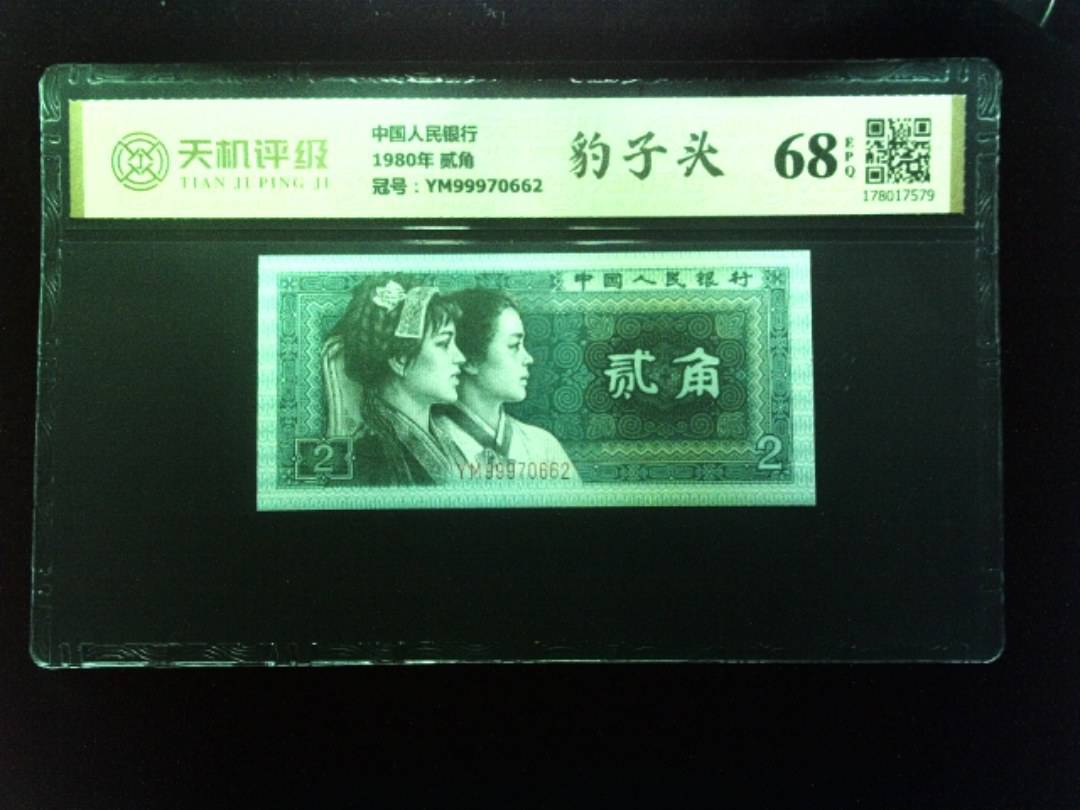 天机评级
TIAN JI PING JI
中国人民银行
1980年 贰角
冠号：YM99970662
豹子头
68
EPQ
178017579
中国人民银行
贰角
2
2
YM99970662